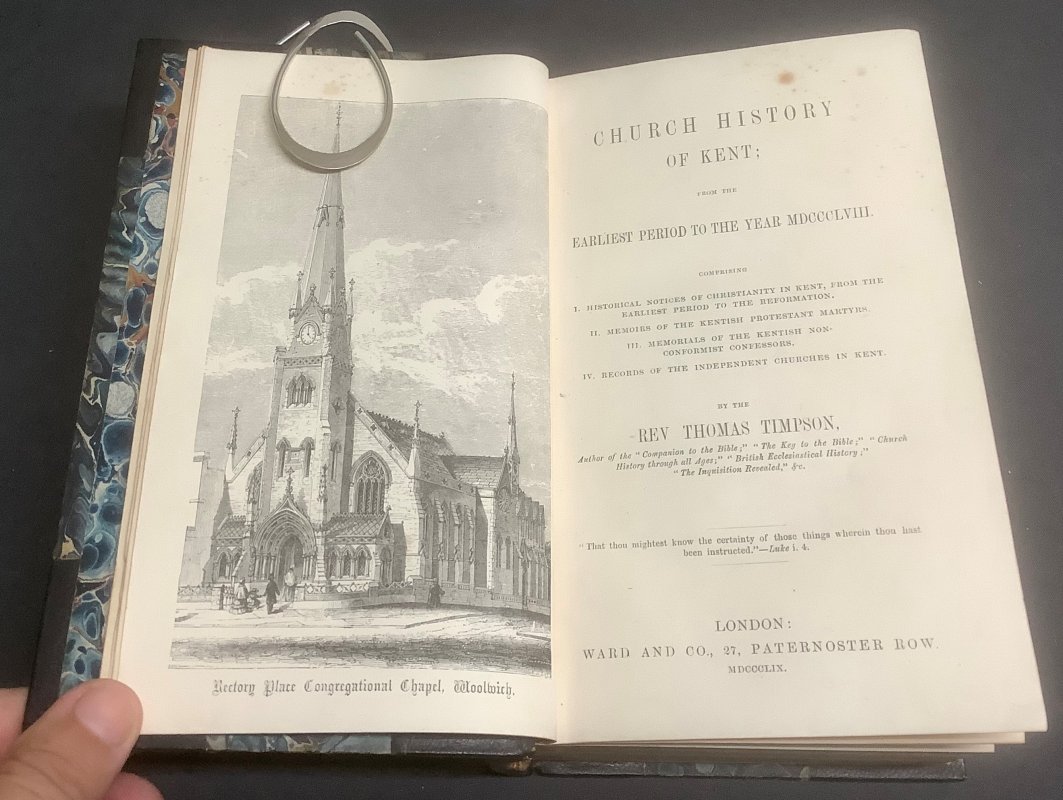 Rectory Place Congregational Chapel, Woolwich.
CHURCH HISTORY
OF KENT;
FROM THE
EARLIEST PERIOD TO THE YEAR MDCCCLVIII.
COMPRISING
I. HISTORICAL NOTICES OF CHRISTIANITY IN KENT, FROM THE
EARLIEST PERIOD TO THE REFORMATION.
II. MEMOIRS OF THE KENTISH PROTESTANT MARTYRS.
III. MEMORIALS OF THE KENTISH NON-
CONFORMIST CONFESSORS.
IV. RECORDS OF THE INDEPENDENT CHURCHES IN KENT.
BY THE
REV THOMAS TIMPSON,
Author of the "Companion to the Bible;" "The Key to the Bible;" "Church
History through all Ages;" "British Ecclesiastical History;"
"The Inquisition Revealed," &c.
"That thou mightest know the certainty of those things wherein thou hast
been instructed."—Luke i. 4.
LONDON:
WARD AND CO., 27, PATERNOSTER ROW.
MDCCCLIX.